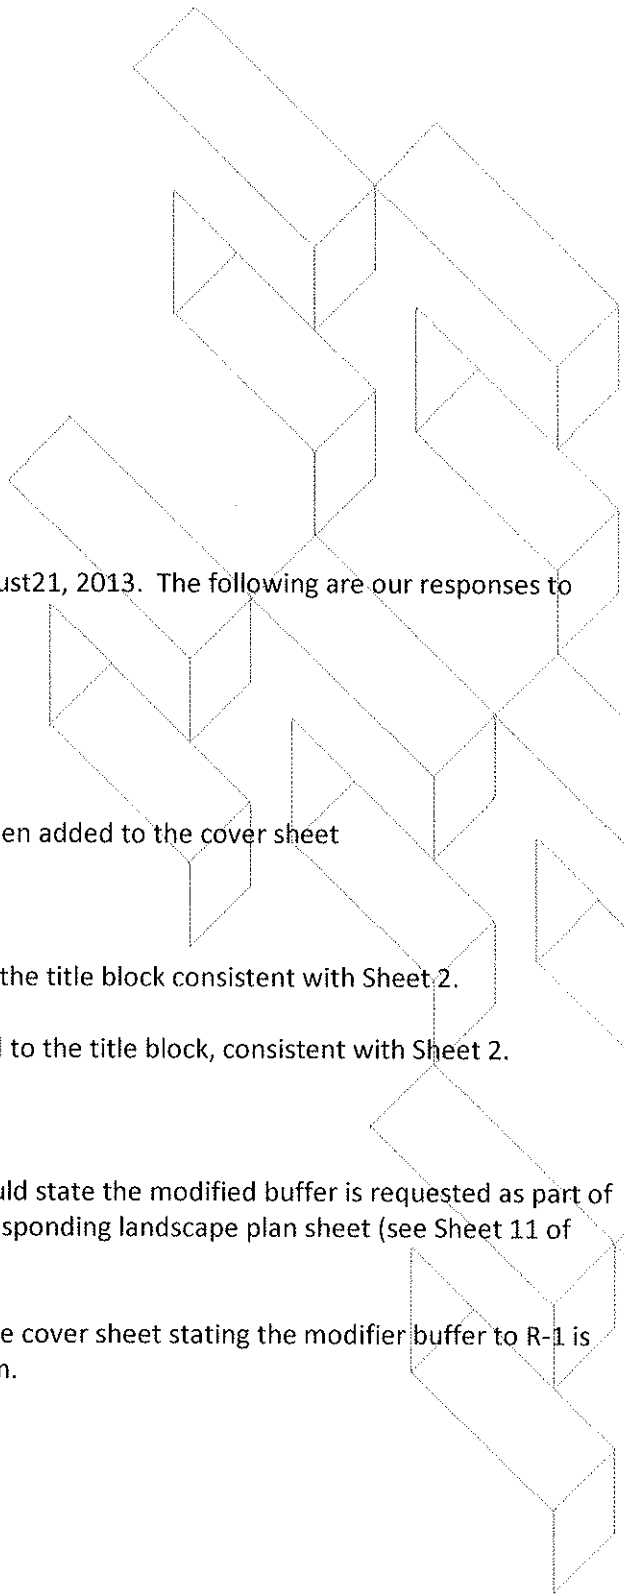 ust21, 2013. The following are our responses to
en added to the cover sheet
the title block consistent with Sheet 2.
to the title block, consistent with Sheet 2.
uld state the modified buffer is requested as part of
sponding landscape plan sheet (see Sheet 11 of
e cover sheet stating the modifier buffer to R-1 is